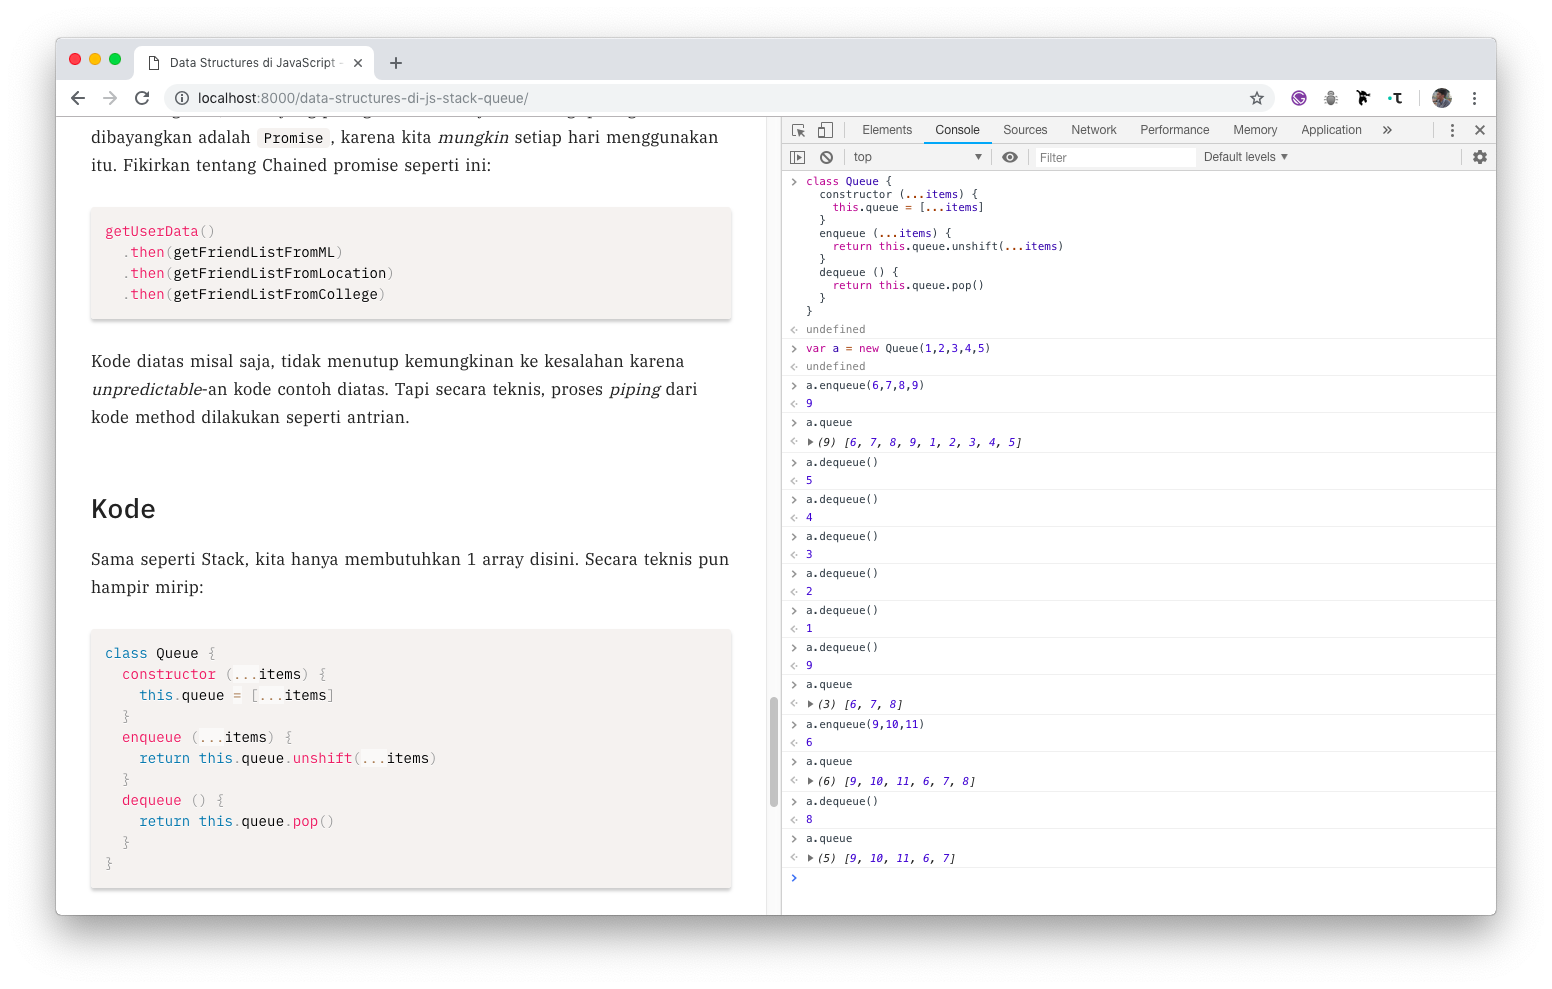 Data Structures di JavaScript -
localhost:8000/data-structures-di-js-stack-queue/
dibayangkan adalah Promise, karena kita mungkin setiap hari menggunakan
itu. Fikirkan tentang Chained promise seperti ini:
getUserData()
.then(getFriendListFromML)
.then(getFriendListFromLocation)
.then(getFriendListFromCollege)
Kode diatas misal saja, tidak menutup kemungkinan ke kesalahan karena
unpredictable-an kode contoh diatas. Tapi secara teknis, proses piping dari
kode method dilakukan seperti antrian.
Kode
Sama seperti Stack, kita hanya membutuhkan 1 array disini. Secara teknis pun
hampir mirip:
class Queue {
constructor (...items) {
this.queue = [...items]
}
enqueue (...items) {
return this.queue.unshift(...items)
}
dequeue () {
return this.queue.pop()
}
}
Elements Console Sources Network Performance Memory Application »
top Filter Default levels
> class Queue {
constructor (...items) {
this.queue = [...items]
}
enqueue (...items) {
return this.queue.unshift(...items)
}
dequeue () {
return this.queue.pop()
}
}
undefined
> var a = new Queue(1,2,3,4,5)
undefined
> a.enqueue(6,7,8,9)
9
> a.queue
(9) [6, 7, 8, 9, 1, 2, 3, 4, 5]
> a.dequeue()
5
> a.dequeue()
4
> a.dequeue()
3
> a.dequeue()
2
> a.dequeue()
1
> a.dequeue()
9
> a.queue
(3) [6, 7, 8]
> a.enqueue(9,10,11)
6
> a.queue
(6) [9, 10, 11, 6, 7, 8]
> a.dequeue()
8
> a.queue
(5) [9, 10, 11, 6, 7]
>